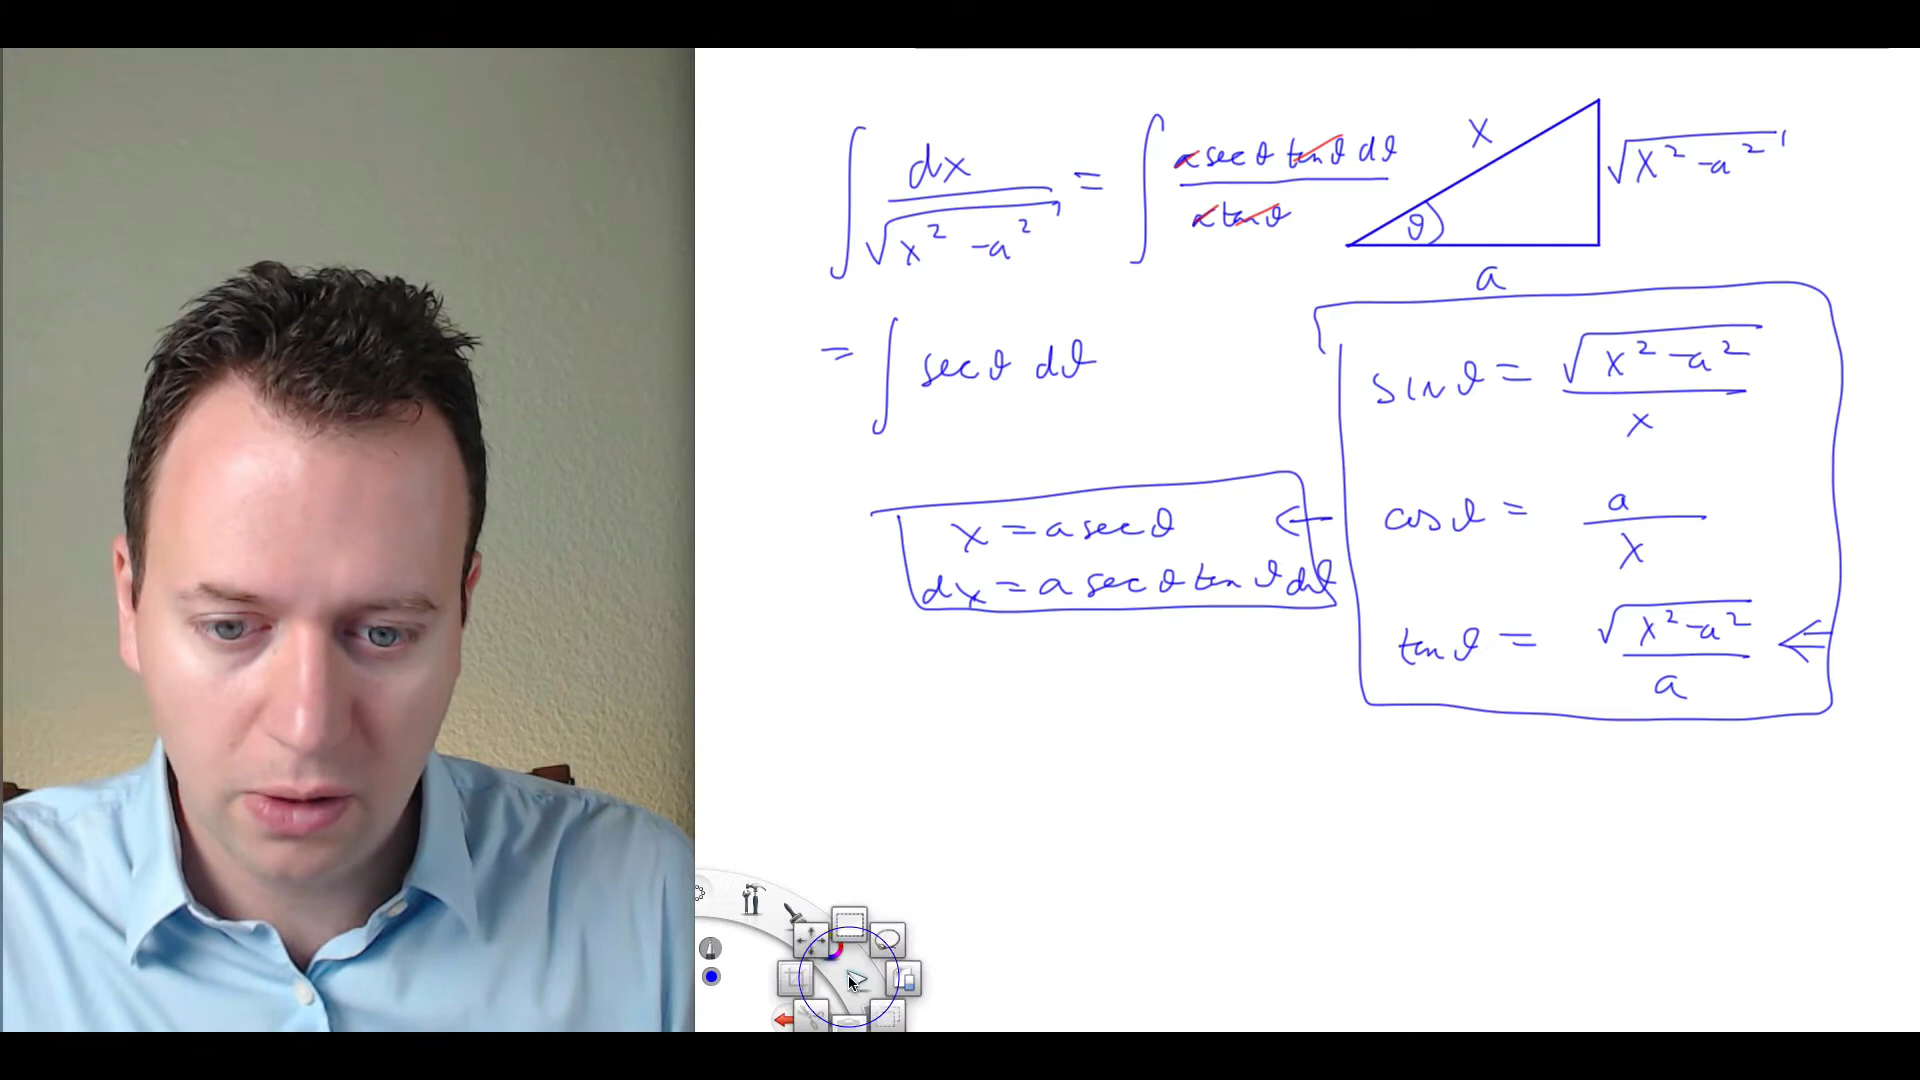 ∫ dx / √(x² - a²) = ∫ a sec θ tan θ dθ / a tan θ
x
√(x² - a²)
θ
a
= ∫ sec θ dθ
x = a sec θ
dx = a sec θ tan θ dθ
sin θ = √(x² - a²) / x
cos θ = a / x
tan θ = √(x² - a²) / a